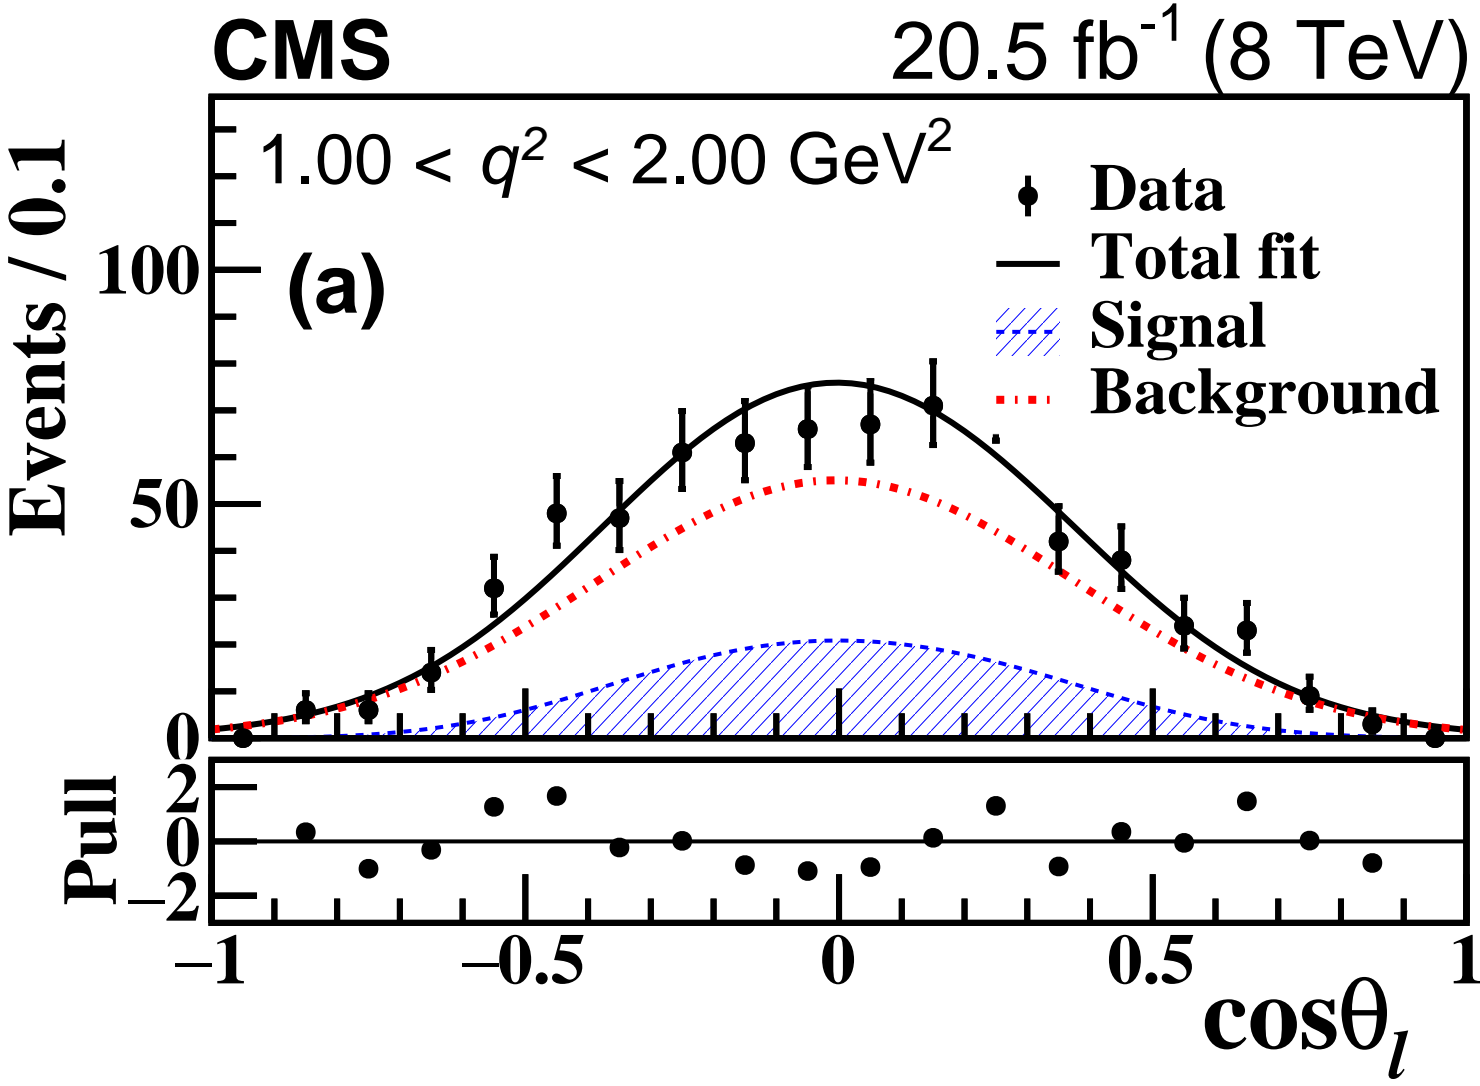 CMS 20.5 fb⁻¹ (8 TeV)
1.00 < q² < 2.00 GeV²
(a)
Data
Total fit
Signal
Background
Events / 0.1
100
50
0
Pull
2
0
−2
−1 −0.5 0 0.5 1
cosθ_l